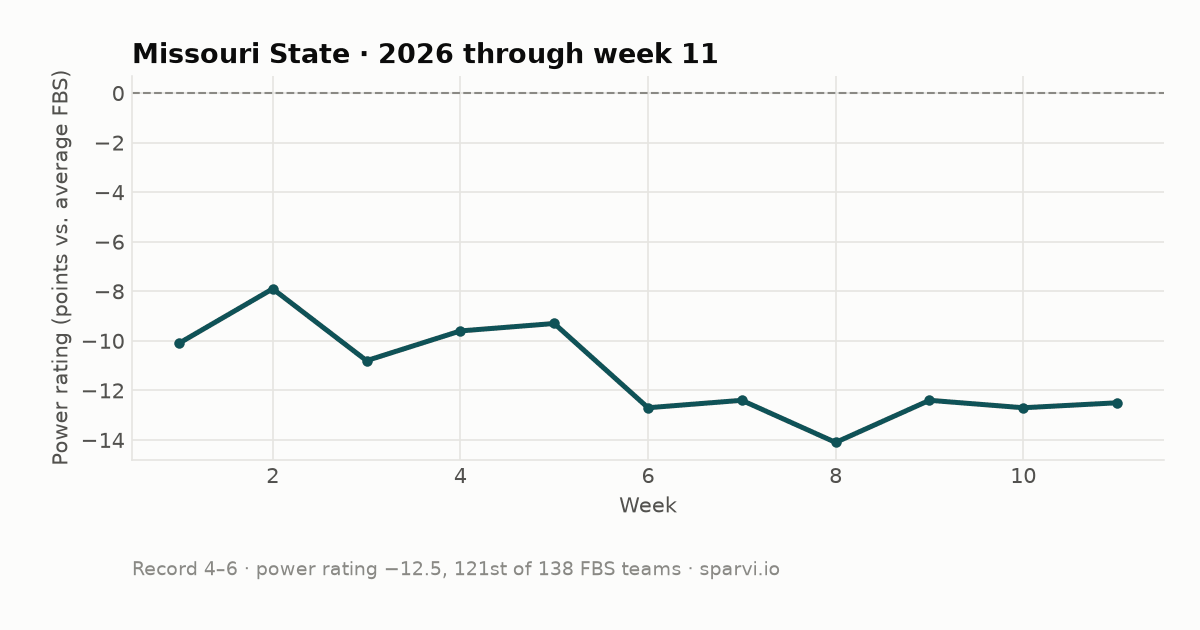 Missouri State · 2026 through week 11
Power rating (points vs. average FBS)
0
−2
−4
−6
−8
−10
−12
−14
2 4 6 8 10
Week
Record 4–6 · power rating −12.5, 121st of 138 FBS teams · sparvi.io